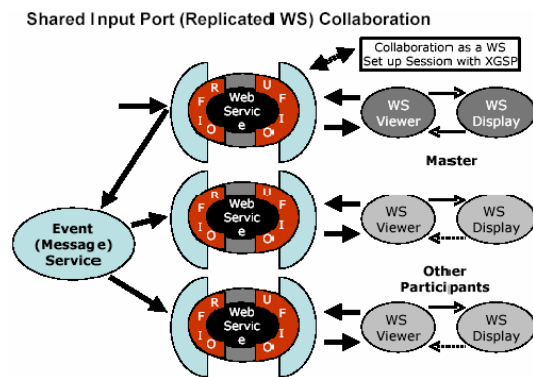 Shared Input Port (Replicated WS) Collaboration
Collaboration as a WS
Set up Session with XGSP
R
U
F
F
I
I
O
O
Web
Servic
e
WS
Viewer
WS
Display
Master
Event
(Message)
Service
R
U
F
F
I
I
O
O
Web
Servic
e
WS
Viewer
WS
Display
Other
Participants
R
U
F
F
I
I
O
O
Web
Servic
e
WS
Viewer
WS
Display